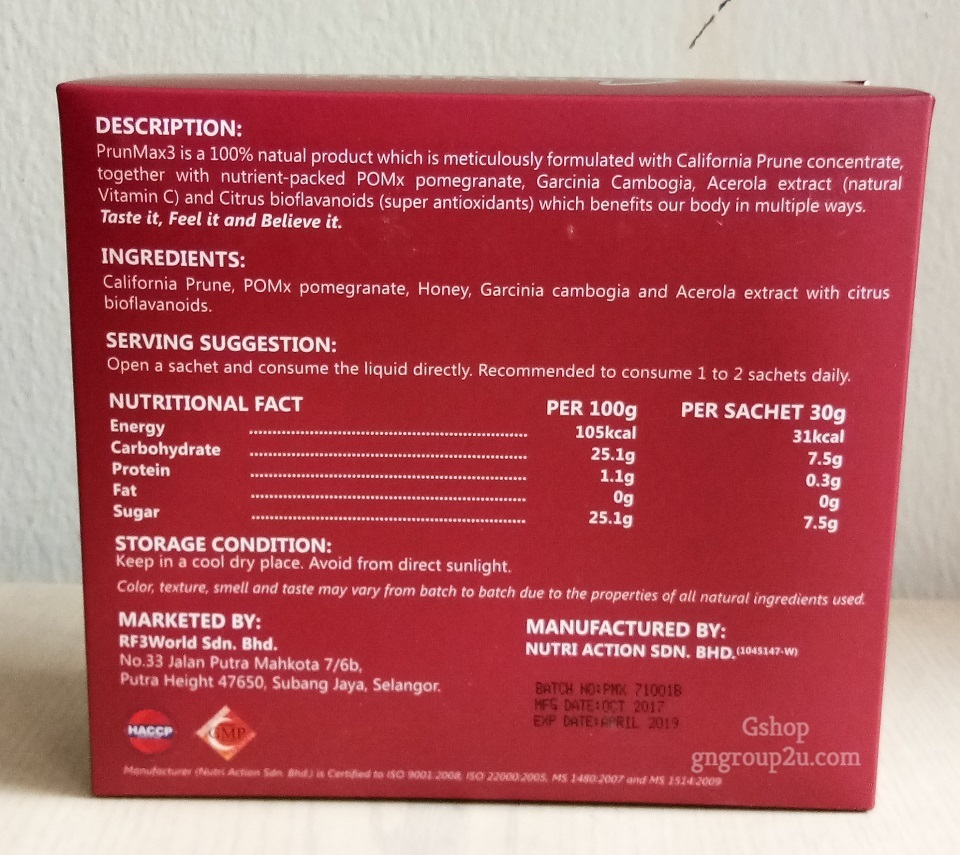 DESCRIPTION:
PrunMax3 is a 100% natual product which is meticulously formulated with California Prune concentrate,
together with nutrient-packed POMx pomegranate, Garcinia Cambogia, Acerola extract (natural
Vitamin C) and Citrus bioflavanoids (super antioxidants) which benefits our body in multiple ways.
Taste it, Feel it and Believe it.
INGREDIENTS:
California Prune, POMx pomegranate, Honey, Garcinia cambogia and Acerola extract with citrus
bioflavanoids.
SERVING SUGGESTION:
Open a sachet and consume the liquid directly. Recommended to consume 1 to 2 sachets daily.
NUTRITIONAL FACT PER 100g PER SACHET 30g
Energy 105kcal 31kcal
Carbohydrate 25.1g 7.5g
Protein 1.1g 0.3g
Fat 0g 0g
Sugar 25.1g 7.5g
STORAGE CONDITION:
Keep in a cool dry place. Avoid from direct sunlight.
Color, texture, smell and taste may vary from batch to batch due to the properties of all natural ingredients used.
MARKETED BY:
RF3World Sdn. Bhd.
No.33 Jalan Putra Mahkota 7/6b,
Putra Height 47650, Subang Jaya, Selangor.
MANUFACTURED BY:
NUTRI ACTION SDN. BHD.(1045147-W)
BATCH NO:PMX 710018
MFG DATE:OCT 2017
EXP DATE:APRIL 2019
HACCP
GMP
Manufacturer (Nutri Action Sdn. Bhd.) is Certified to ISO 9001:2008, ISO 22000:2005, MS 1480:2007 and MS 1514:2009
Gshop
gngroup2u.com